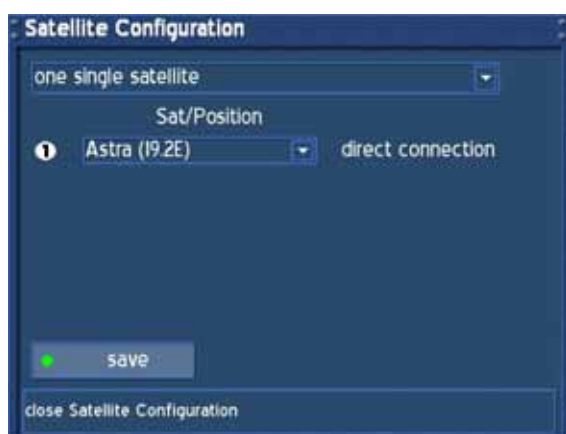 Satellite Configuration
one single satellite
Sat/Position
1 Astra (19.2E) direct connection
save
close Satellite Configuration